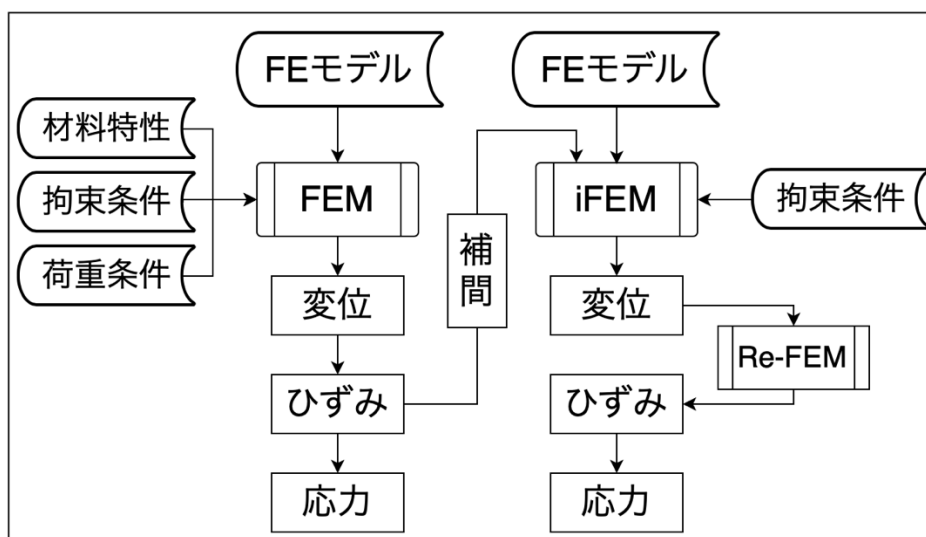 FEモデル
FEモデル
材料特性
拘束条件
荷重条件
FEM
iFEM
拘束条件
補間
変位
変位
Re-FEM
ひずみ
ひずみ
応力
応力